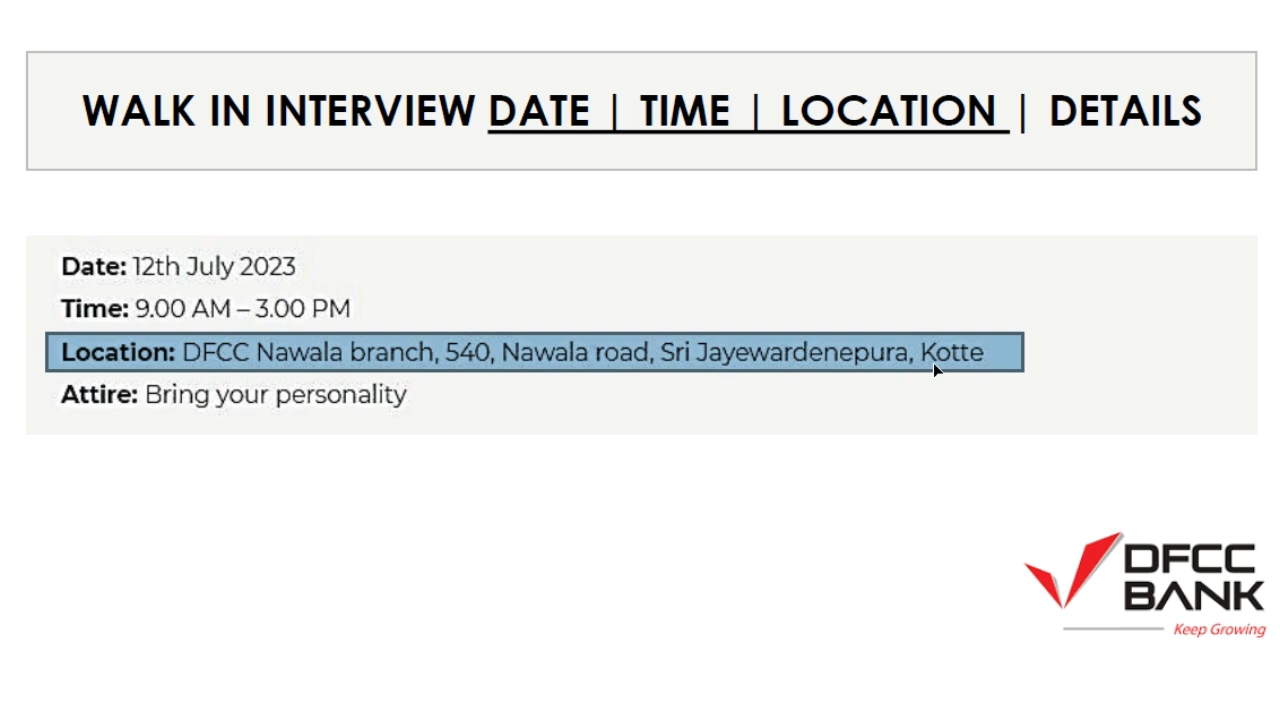 WALK IN INTERVIEW DATE | TIME | LOCATION | DETAILS
Date: 12th July 2023
Time: 9.00 AM – 3.00 PM
Location: DFCC Nawala branch, 540, Nawala road, Sri Jayewardenepura, Kotte
Attire: Bring your personality
DFCC
BANK
Keep Growing